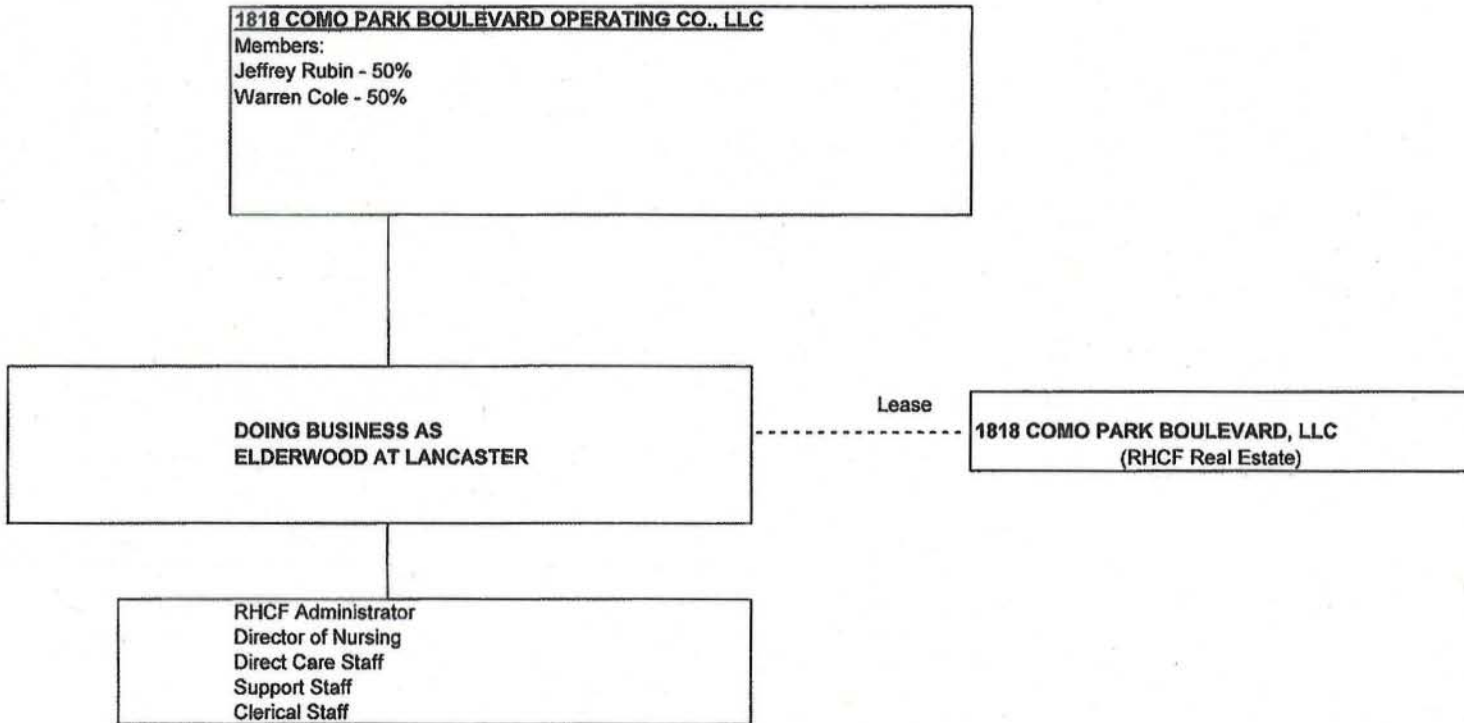 1818 COMO PARK BOULEVARD OPERATING CO., LLC
Members:
Jeffrey Rubin - 50%
Warren Cole - 50%
DOING BUSINESS AS
ELDERWOOD AT LANCASTER
Lease
1818 COMO PARK BOULEVARD, LLC
(RHCF Real Estate)
RHCF Administrator
Director of Nursing
Direct Care Staff
Support Staff
Clerical Staff